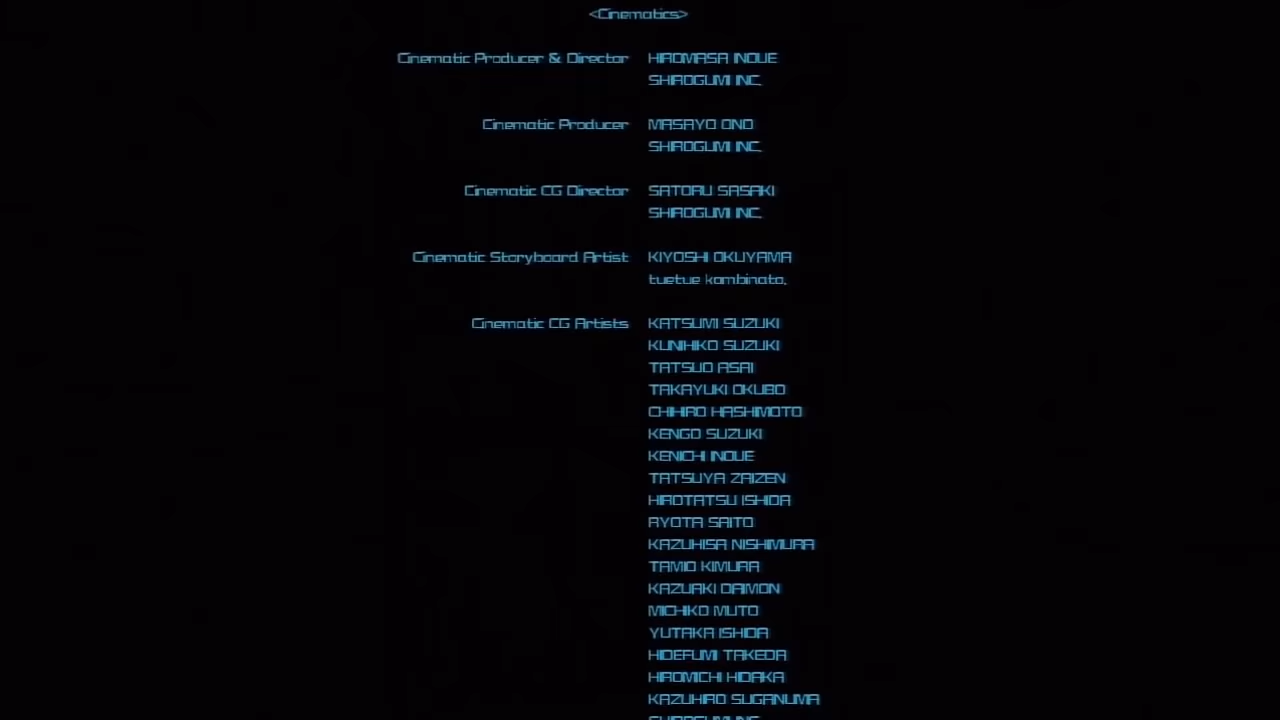 <Cinematics>
Cinematic Producer & Director HIROMASA INOUE
SHIROGUMI INC.
Cinematic Producer MASAYO ONO
SHIROGUMI INC.
Cinematic CG Director SATORU SASAKI
SHIROGUMI INC.
Cinematic Storyboard Artist KIYOSHI OKUYAMA
tuetue kombinato.
Cinematic CG Artists KATSUMI SUZUKI
KUNIHIKO SUZUKI
TATSUO ASAI
TAKAYUKI OKUBO
CHIHIRO HASHIMOTO
KENGO SUZUKI
KENICHI INOUE
TATSUYA ZAIZEN
HIROTATSU ISHIDA
RYOTA SAITO
KAZUHISA NISHIMURA
TAMIO KIMURA
KAZUAKI DAIMON
MICHIKO MUTO
YUTAKA ISHIDA
HIDEFUMI TAKEDA
HIROMICHI HIDAKA
KAZUHIRO SUGANUMA
SHIROGUMI INC.